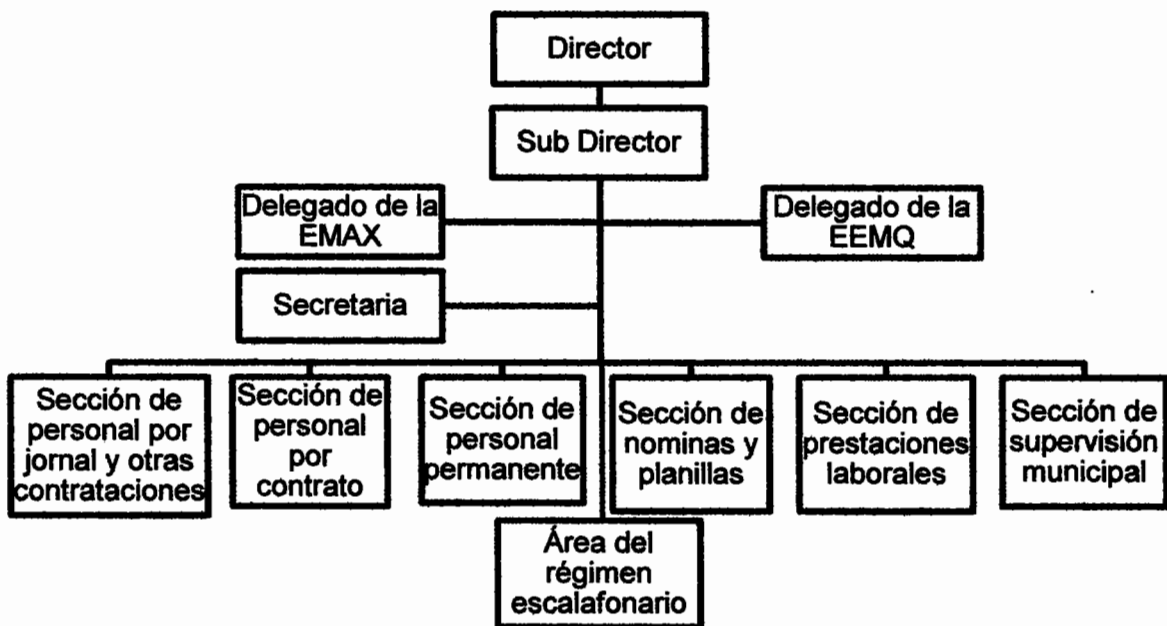 Director
Sub Director
Delegado de la
EMAX
Delegado de la
EEMQ
Secretaria
Sección de
personal por
jornal y otras
contrataciones
Sección de
personal
por
contrato
Sección de
personal
permanente
Sección de
nominas y
planillas
Sección de
prestaciones
laborales
Sección de
supervisión
municipal
Área del
régimen
escalafonario